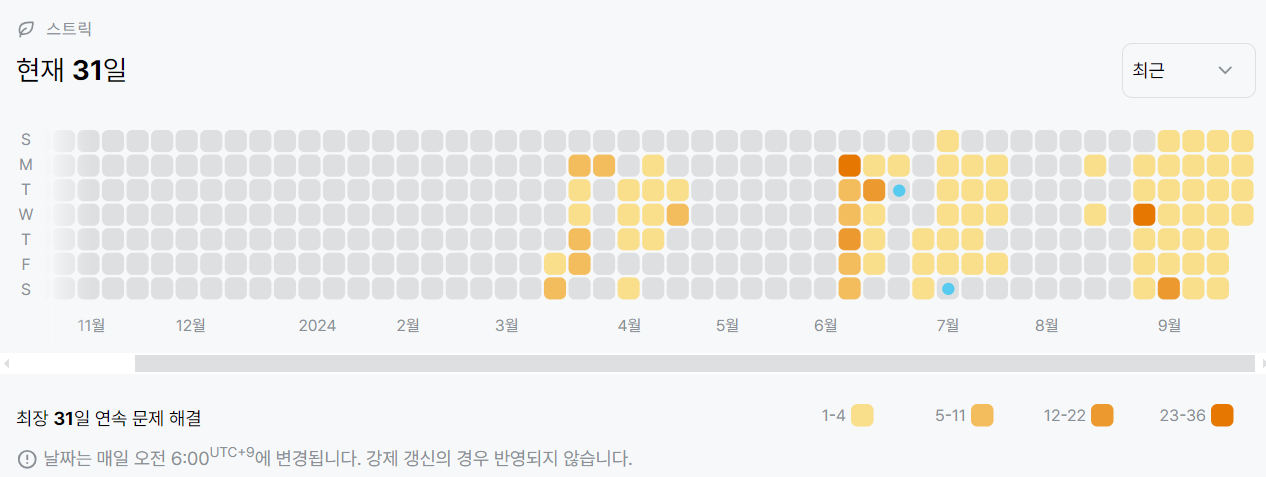 스트릭
현재 31일
최근
S
M
T
W
T
F
S
11월 12월 2024 2월 3월 4월 5월 6월 7월 8월 9월
최장 31일 연속 문제 해결
1-4 5-11 12-22 23-36
날짜는 매일 오전 6:00UTC+9에 변경됩니다. 강제 갱신의 경우 반영되지 않습니다.